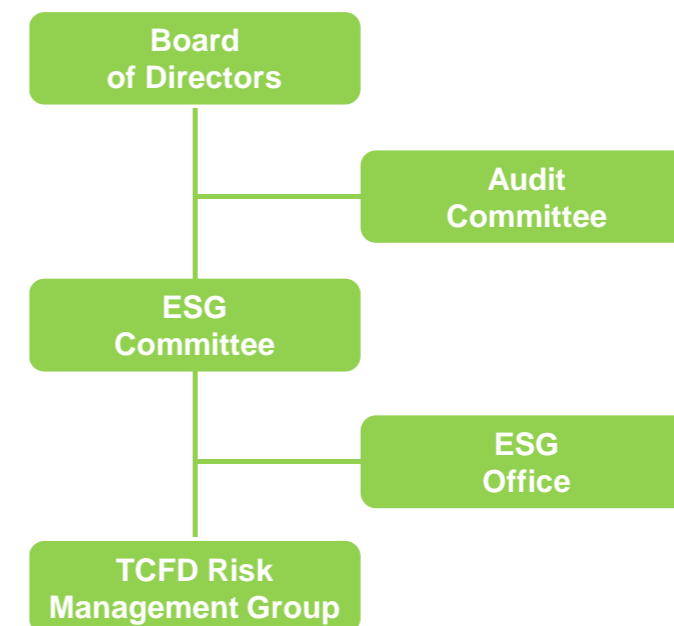 Board
of Directors
Audit
Committee
ESG
Committee
ESG
Office
TCFD Risk
Management Group